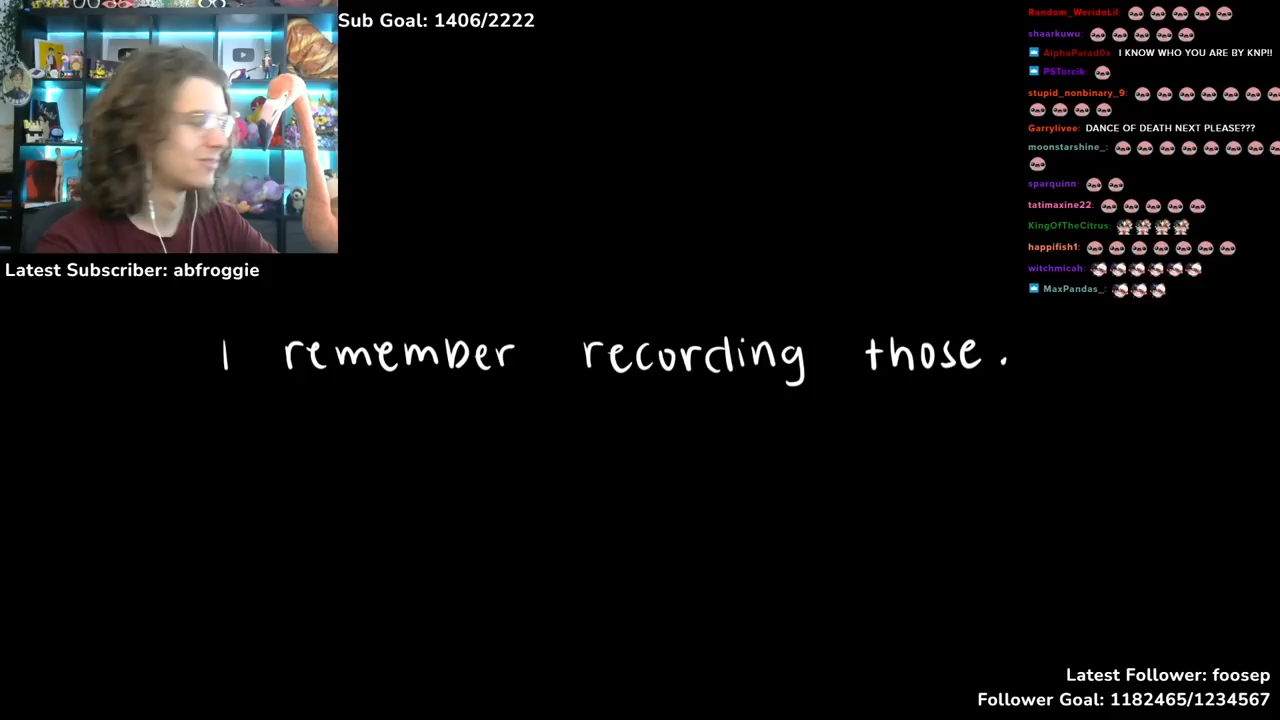 Sub Goal: 1406/2222
Random_WeridoLil:
shaarkuwu:
AlphaParad0x I KNOW WHO YOU ARE BY KNP!!
PSTorcik:
stupid_nonbinary_9:
Garrylivee: DANCE OF DEATH NEXT PLEASE???
moonstarshine_:
sparquinn:
tatimaxine22:
KingOfTheCitrus:
happifish1:
witchmicah:
MaxPandas_:
Latest Subscriber: abfroggie
I remember recording those.
Latest Follower: foosep
Follower Goal: 1182465/1234567